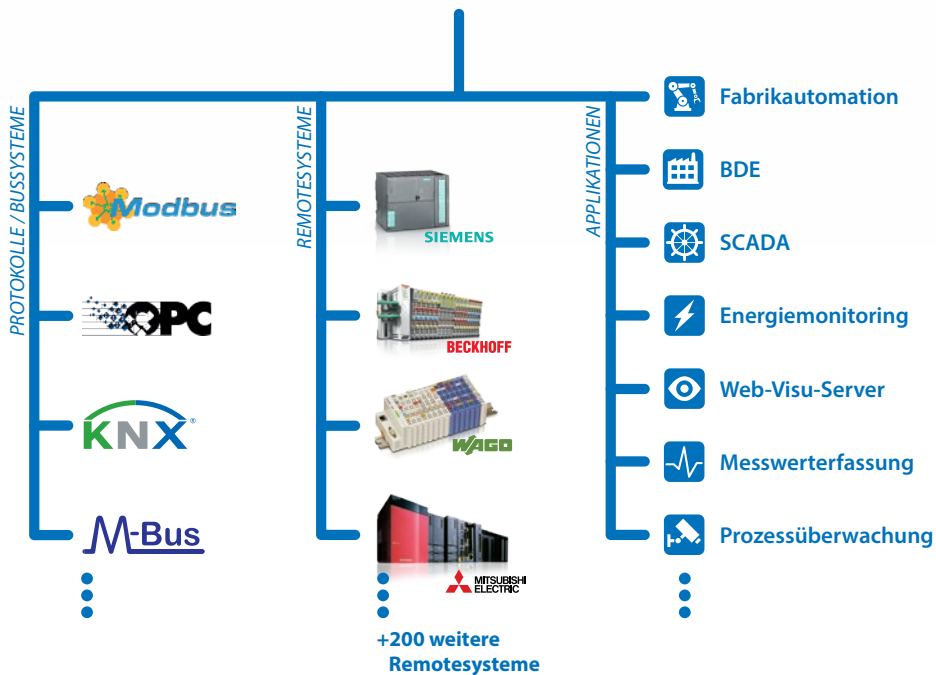 PROTOKOLLE / BUSSYSTEME
Modbus
OPC
KNX®
M-Bus
REMOTESYSTEME
SIEMENS
BECKHOFF
WAGO
MITSUBISHI
ELECTRIC
+200 weitere
Remotesysteme
APPLIKATIONEN
Fabrikautomation
BDE
SCADA
Energiemonitoring
Web-Visu-Server
Messwerterfassung
Prozessüberwachung